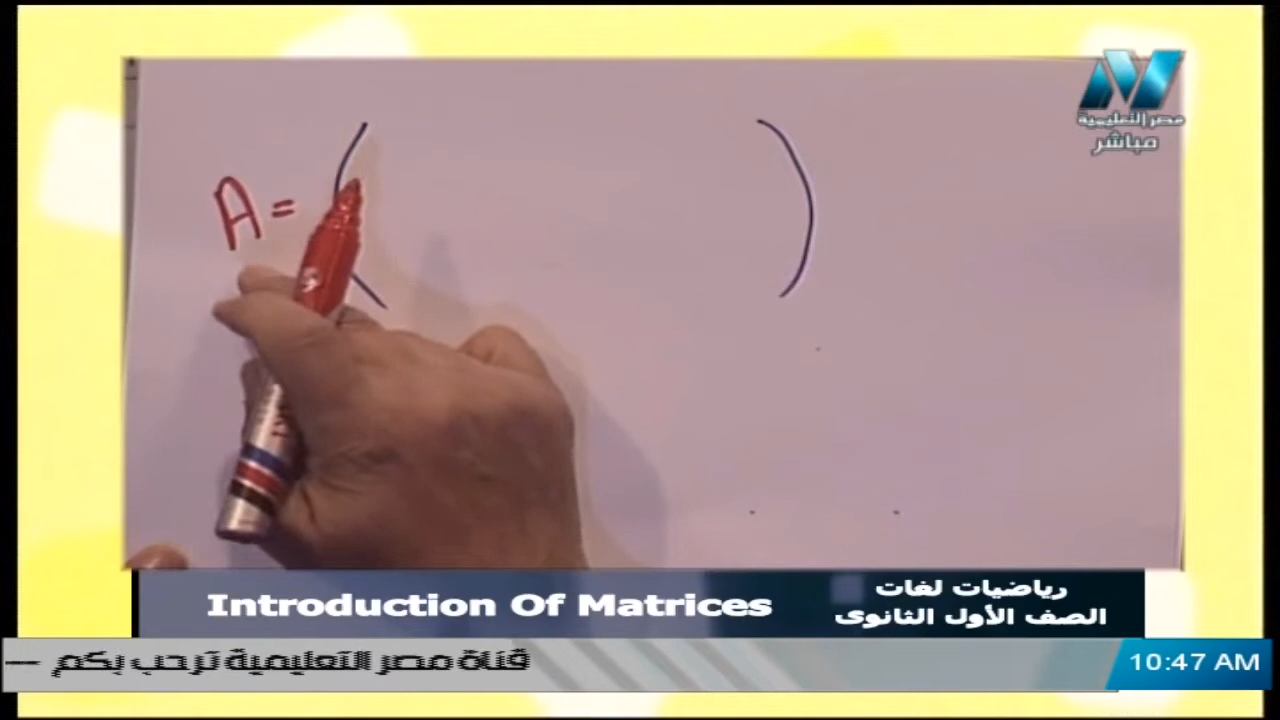 مصر التعليمية
مباشر
A = ( )
Introduction Of Matrices
رياضيات لغات
الصف الأول الثانوى
قناة مصر التعليمية ترحب بكم —
10:47 AM